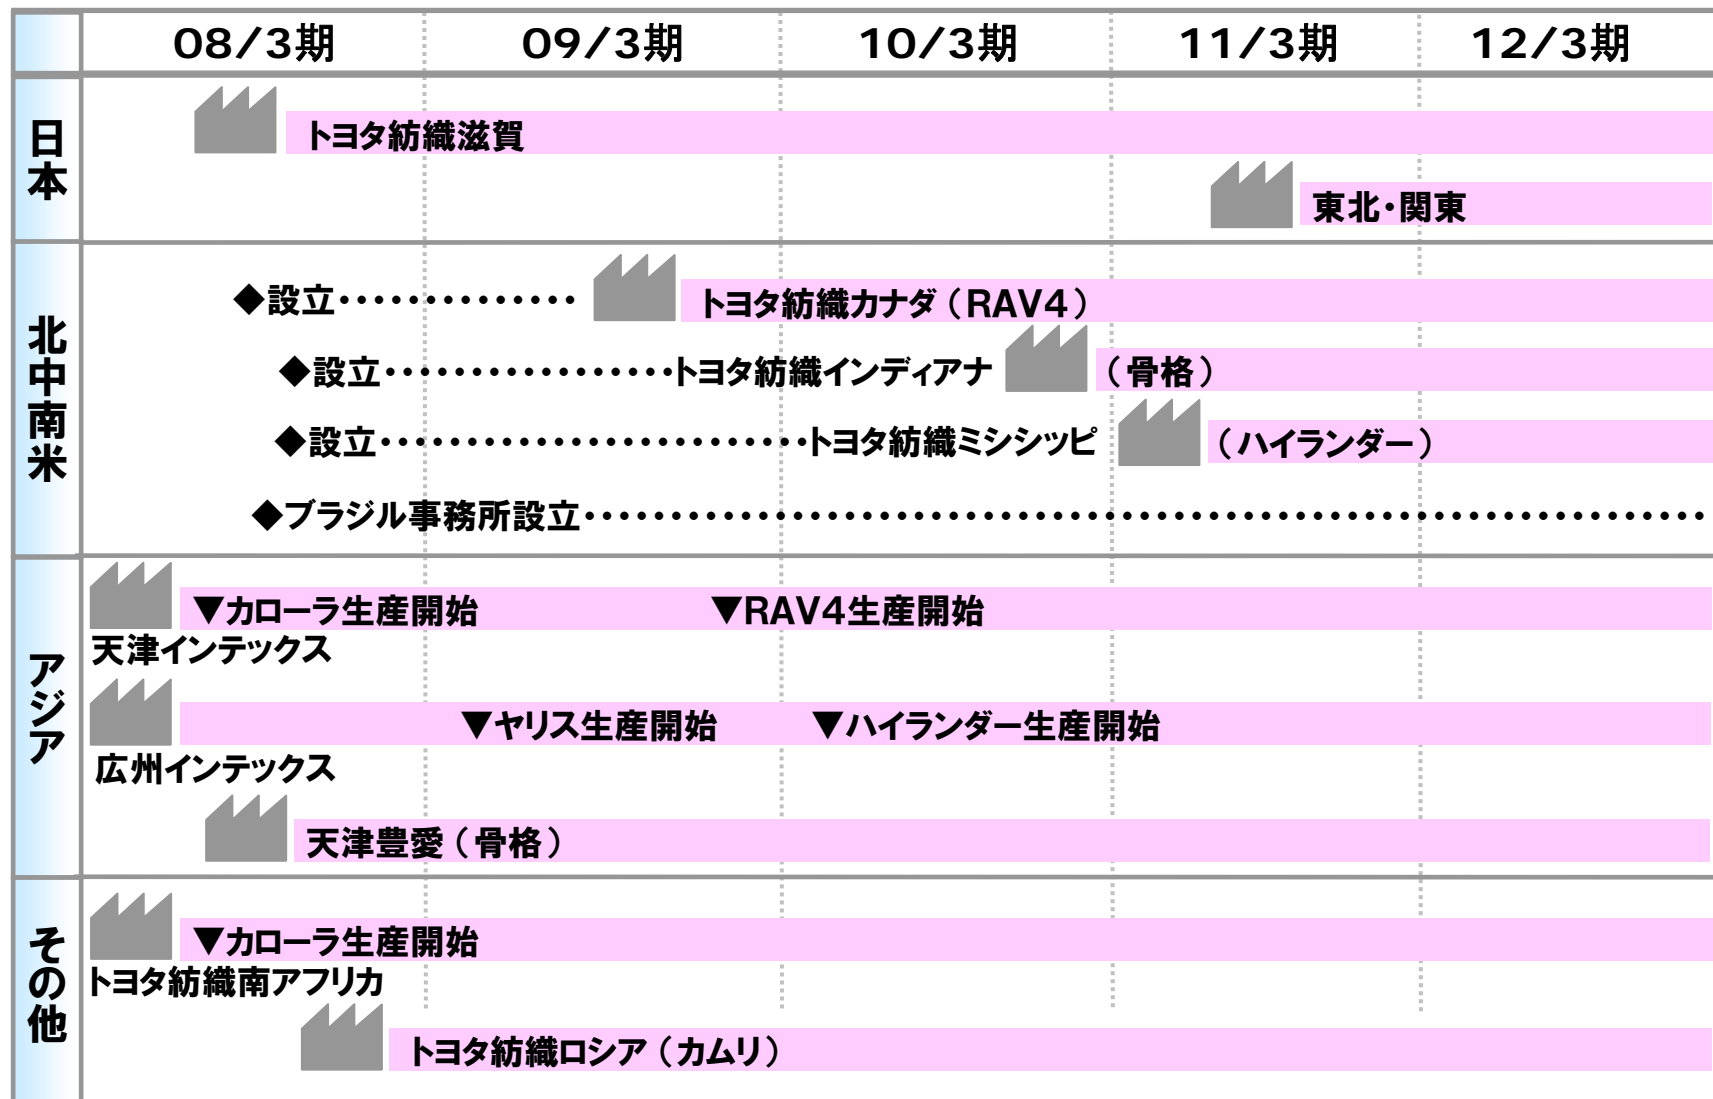 08/3期 09/3期 10/3期 11/3期 12/3期
日本
トヨタ紡織滋賀
東北・関東
北中南米
◆設立・・・・・・・・・・・・・・ トヨタ紡織カナダ（RAV4）
◆設立・・・・・・・・・・・・・・・・・トヨタ紡織インディアナ （骨格）
◆設立・・・・・・・・・・・・・・・・・・・・・・・・・トヨタ紡織ミシシッピ （ハイランダー）
◆ブラジル事務所設立・・・・・・・・・・・・・・・・・・・・・・・・・・・・・・・・・・・・・・・・・・・・・・・・・・・・・・・・・・・・・・・・・
アジア
▼カローラ生産開始 ▼RAV4生産開始
天津インテックス
▼ヤリス生産開始 ▼ハイランダー生産開始
広州インテックス
天津豊愛（骨格）
その他
▼カローラ生産開始
トヨタ紡織南アフリカ
トヨタ紡織ロシア（カムリ）